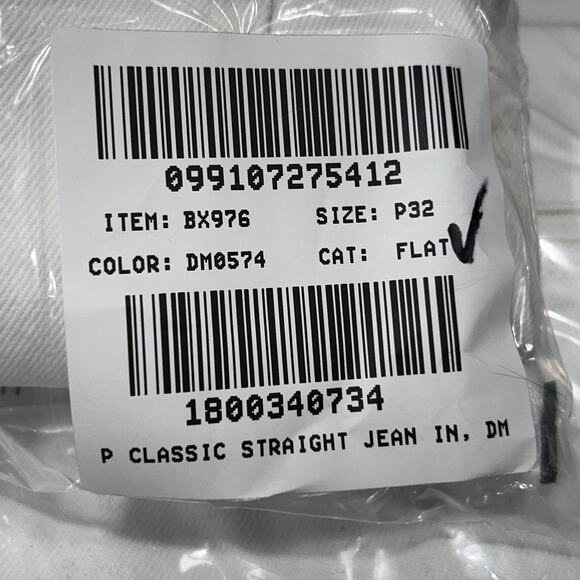 099107275412
ITEM: BX976 SIZE: P32
COLOR: DM0574 CAT: FLAT
1800340734
P CLASSIC STRAIGHT JEAN IN, DM